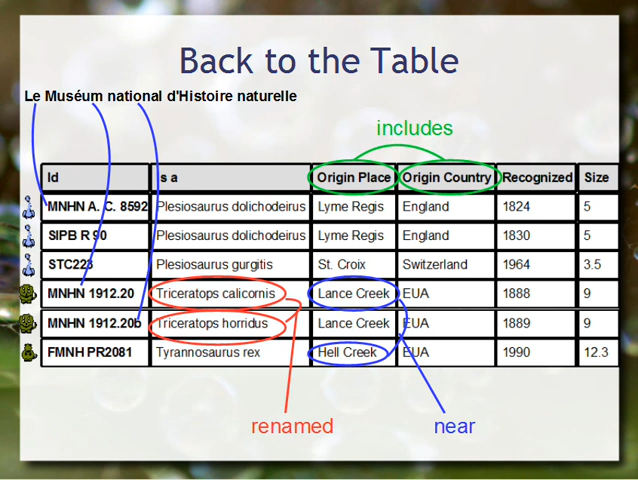 Back to the Table
Le Muséum national d'Histoire naturelle
includes
Id Is a Origin Place Origin Country Recognized Size
MNHN A. C. 8592 Plesiosaurus dolichodeirus Lyme Regis England 1824 5
SIPB R 90 Plesiosaurus dolichodeirus Lyme Regis England 1830 5
STC223 Plesiosaurus gurgitis St. Croix Switzerland 1964 3.5
MNHN 1912.20 Triceratops calicornis Lance Creek EUA 1888 9
MNHN 1912.20b Triceratops horridus Lance Creek EUA 1889 9
FMNH PR2081 Tyrannosaurus rex Hell Creek EUA 1990 12.3
renamed near